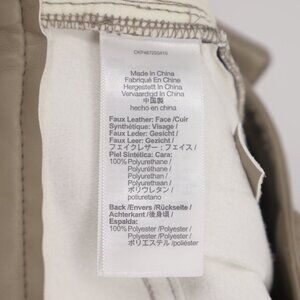 Made In China
Fabriqué En Chine
Hergestellt In China
Vervaardigd In China
中国製
hecho en china
Faux Leather: Face /Cuir
Synthétique: Visage /
Faux Leder: Gesicht /
Faux Leer: Gezicht /
フェイクレザー：フェイス /
Piel Sintética: Cara:
100% Polyurethane /
Polyuréthane /
Polyurethan /
Polyurethaan /
ポリウレタン /
poliuretano
Back /Envers /Rückseite /
Achterkant /後身頃 /
Espalda:
100% Polyester /Polyester /
Polyester /Polyester /
ポリエステル /poliéster